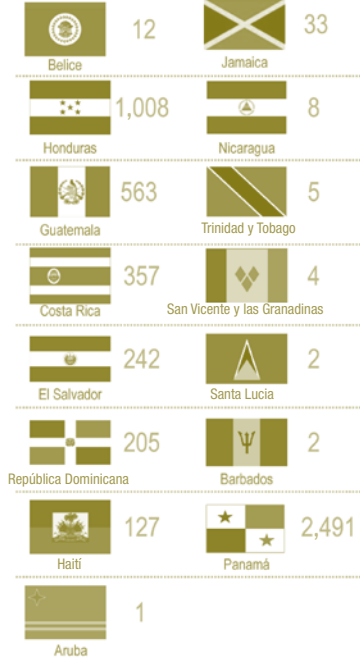 12
33
Belice
Jamaica
1,008
8
Honduras
Nicaragua
563
5
Guatemala
Trinidad y Tobago
357
4
Costa Rica
San Vicente y las Granadinas
242
2
El Salvador
Santa Lucia
205
2
República Dominicana
Barbados
127
2,491
Haití
Panamá
1
Aruba